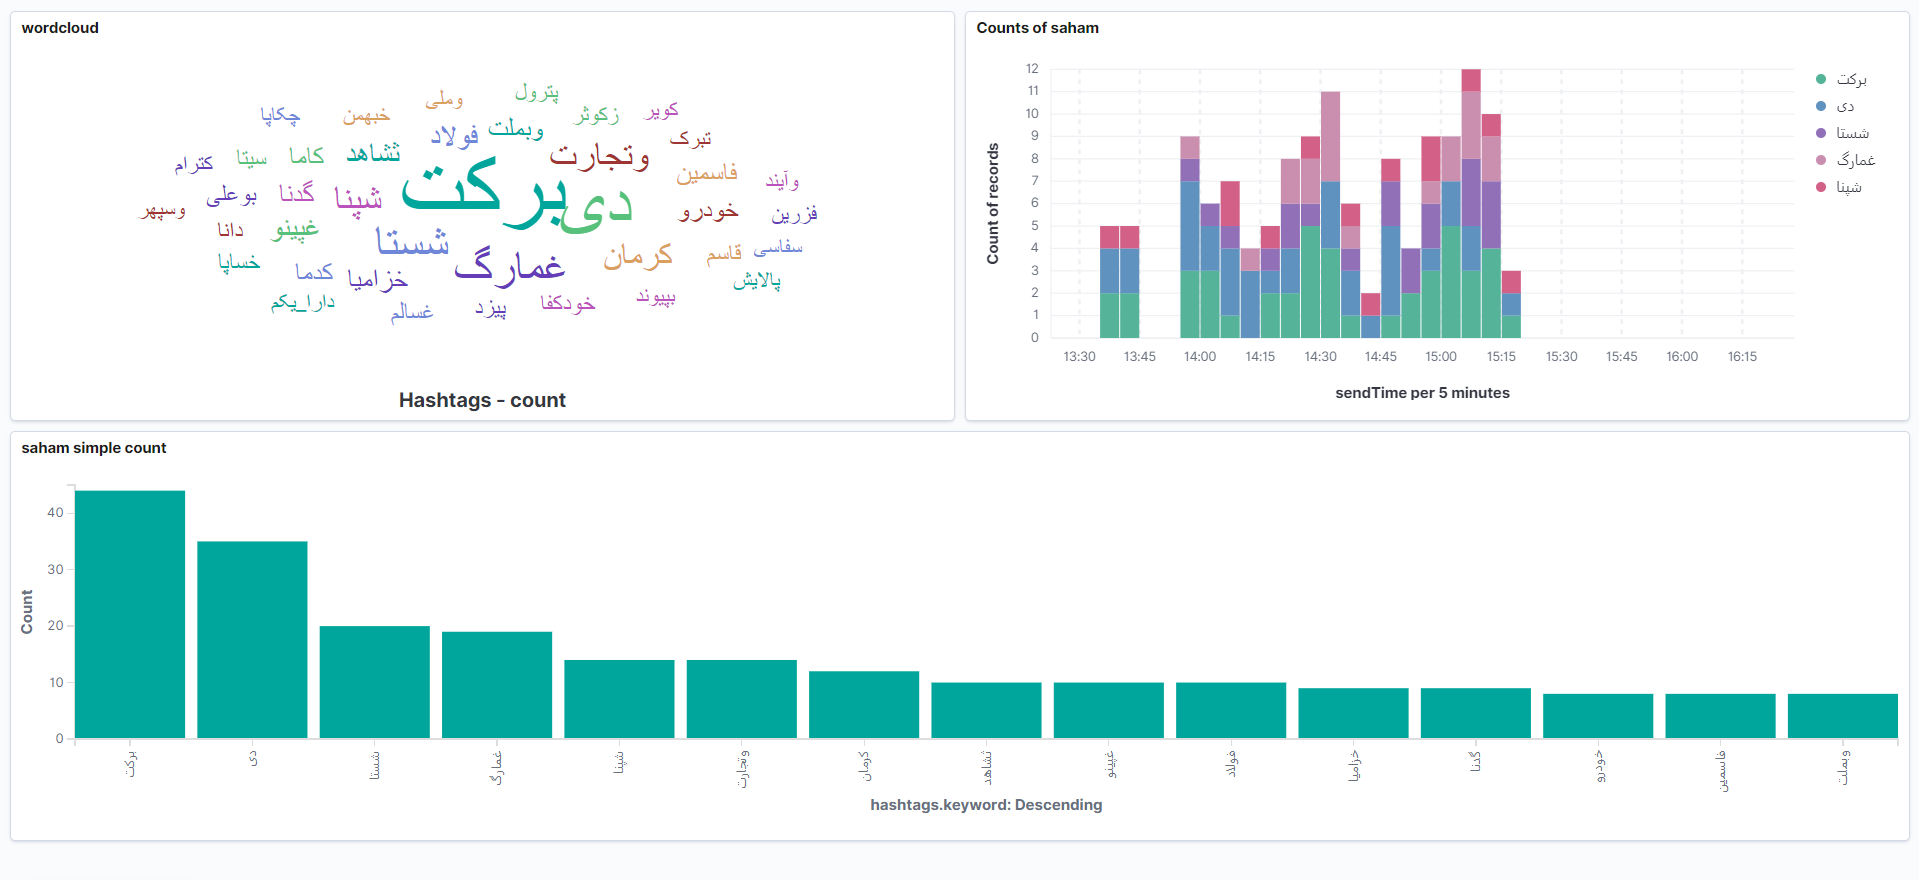 wordcloud
پترول
وملی
کویر
زکوثر
خبهمن
چکاپا
وبملت
فولاد
تبرک
وتجارت
ثشاهد
کاما
سیتا
کترام
فاسمین
وآیند
برکت
دی
شپنا
گدنا
بوعلی
وسپهر
خودرو
فزرین
دانا
غپینو
شستا
سفاسی
قاسم
کرمان
غمارگ
خساپا
کدما
خزامیا
پالایش
دارا_یکم
غسالم
پیزد
خودکفا
بپیوند
Hashtags - count
Counts of saham
Count of records
12
11
10
9
8
7
6
5
4
3
2
1
0
13:30 13:45 14:00 14:15 14:30 14:45 15:00 15:15 15:30 15:45 16:00 16:15
sendTime per 5 minutes
برکت
دی
شستا
غمارگ
شپنا
saham simple count
Count
40
30
20
10
0
برکت
دی
شستا
غمارگ
شپنا
وتجارت
کرمان
ثشاهد
غپینو
فولاد
خزامیا
گدنا
خودرو
فاسمین
وبملت
hashtags.keyword: Descending